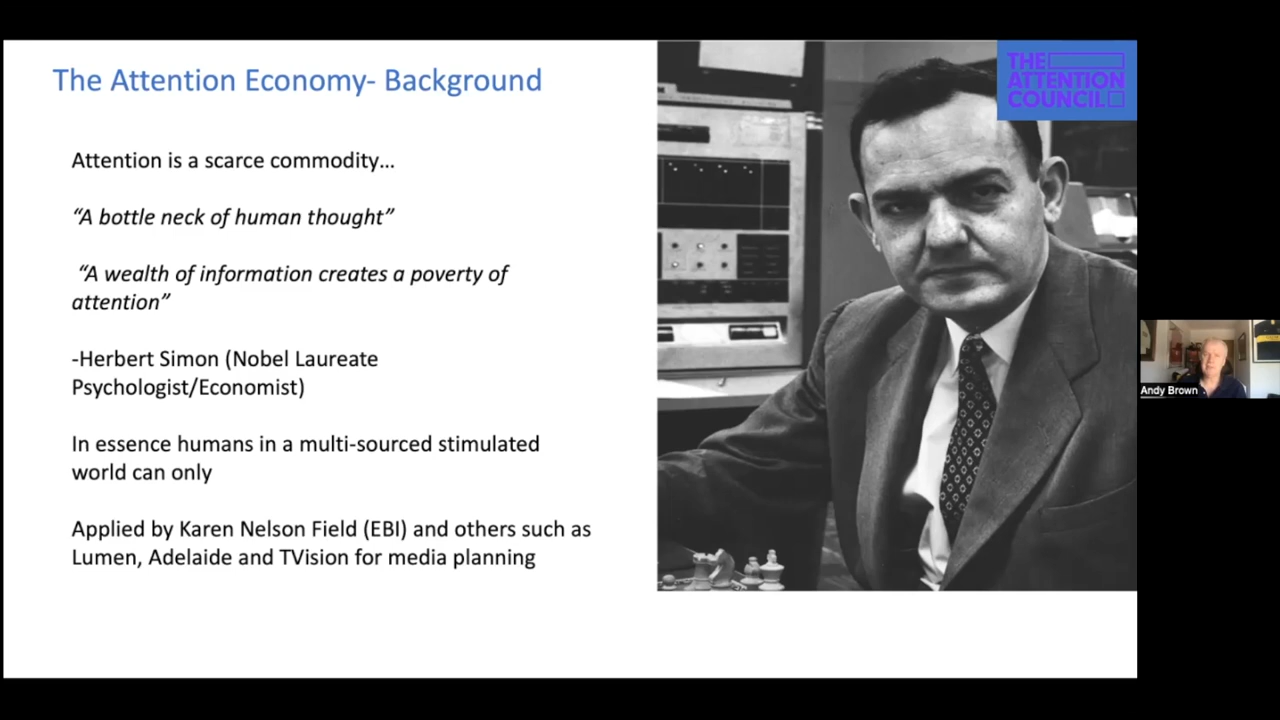 The Attention Economy- Background
THE
ATTENTION
COUNCIL
Attention is a scarce commodity...
“A bottle neck of human thought”
“A wealth of information creates a poverty of
attention”
-Herbert Simon (Nobel Laureate
Psychologist/Economist)
In essence humans in a multi-sourced stimulated
world can only
Applied by Karen Nelson Field (EBI) and others such as
Lumen, Adelaide and TVision for media planning
Andy Brown